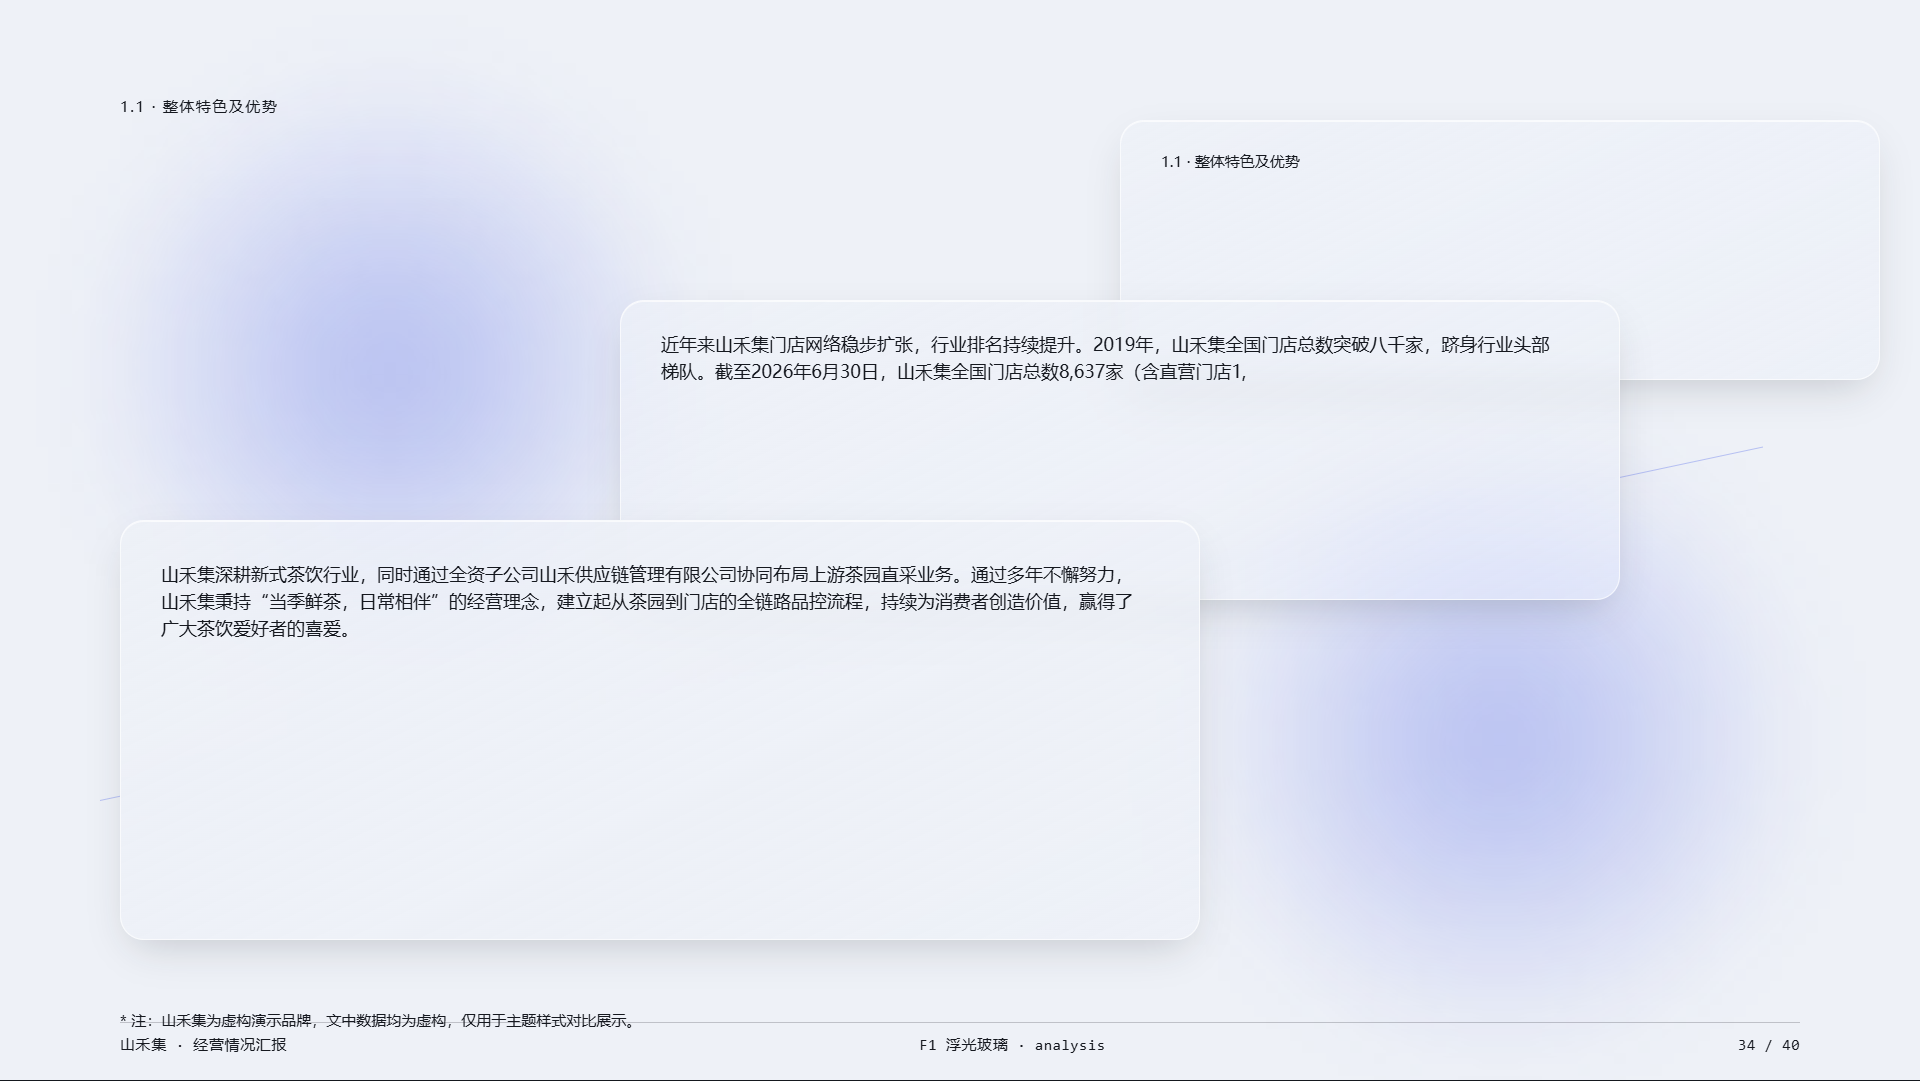 1.1 · 整体特色及优势
1.1 · 整体特色及优势
近年来山禾集门店网络稳步扩张，行业排名持续提升。2019年，山禾集全国门店总数突破八千家，跻身行业头部
梯队。截至2026年6月30日，山禾集全国门店总数8,637家（含直营门店1,
山禾集深耕新式茶饮行业，同时通过全资子公司山禾供应链管理有限公司协同布局上游茶园直采业务。通过多年不懈努力，
山禾集秉持“当季鲜茶，日常相伴”的经营理念，建立起从茶园到门店的全链路品控流程，持续为消费者创造价值，赢得了
广大茶饮爱好者的喜爱。
* 注：山禾集为虚构演示品牌，文中数据均为虚构，仅用于主题样式对比展示。
山禾集 · 经营情况汇报
F1 浮光玻璃 · analysis
34 / 40